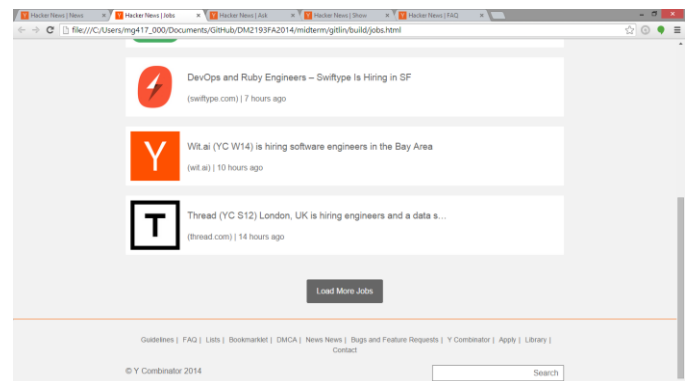 Hacker News | News
Hacker News | Jobs
Hacker News | Ask
Hacker News | Show
Hacker News | FAQ
file:///C:/Users/mg417_000/Documents/GitHub/DM2193FA2014/midterm/gitlin/build/jobs.html
DevOps and Ruby Engineers – Swiftype Is Hiring in SF
(swiftype.com) | 7 hours ago
Y
Wit.ai (YC W14) is hiring software engineers in the Bay Area
(wit.ai) | 10 hours ago
T
Thread (YC S12) London, UK is hiring engineers and a data s...
(thread.com) | 14 hours ago
Load More Jobs
Guidelines | FAQ | Lists | Bookmarklet | DMCA | News News | Bugs and Feature Requests | Y Combinator | Apply | Library |
Contact
© Y Combinator 2014
Search